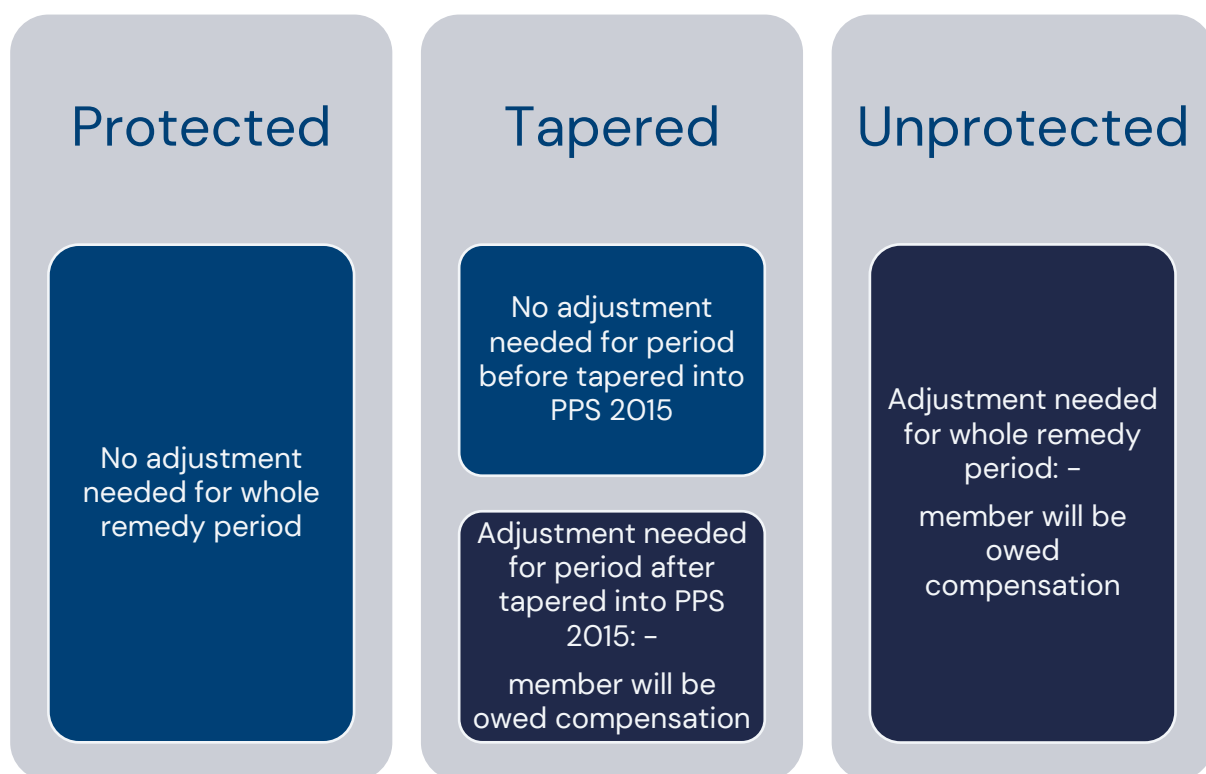 Protected
No adjustment
needed for whole
remedy period
Tapered
No adjustment
needed for period
before tapered into
PPS 2015
Adjustment needed
for period after
tapered into PPS
2015: -
member will be
owed compensation
Unprotected
Adjustment needed
for whole remedy
period: -
member will be
owed
compensation